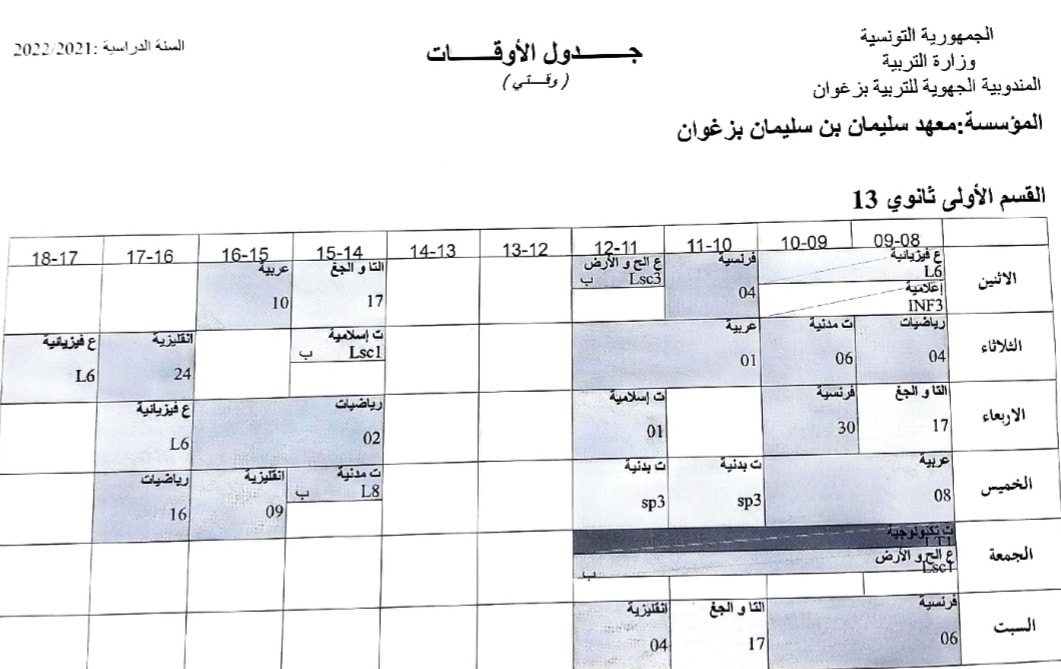 الجمهورية التونسية
وزارة التربية
المندوبية الجهوية للتربية بزغوان
المؤسسة:معهد سليمان بن سليمان بزغوان
جـــدول الأوقـــات
(وقـتي)
السنة الدراسية :2022/2021
القسم الأولى ثانوي 13
09-08 10-09 11-10 12-11 13-12 14-13 15-14 16-15 17-16 18-17
الاثنين
ع فيزيائية
L6
إعلامية
INF3
فرنسية
04
ع الح و الأرض
Lsc3 ب
التا و الجغ
17
عربية
10
الثلاثاء
رياضيات
04
ت مدنية
06
عربية
01
ت إسلامية
Lsc1 ب
انقليزية
24
ع فيزيائية
L6
الاربعاء
التا و الجغ
17
فرنسية
30
ت إسلامية
01
رياضيات
02
ع فيزيائية
L6
الخميس
عربية
08
ت بدنية
sp3
ت بدنية
sp3
ت مدنية
L8 ب
انقليزية
09
رياضيات
16
الجمعة
ت تكنولوجية
LT1
ع الح و الأرض
Lsc1
ب
السبت
فرنسية
06
التا و الجغ
17
انقليزية
04